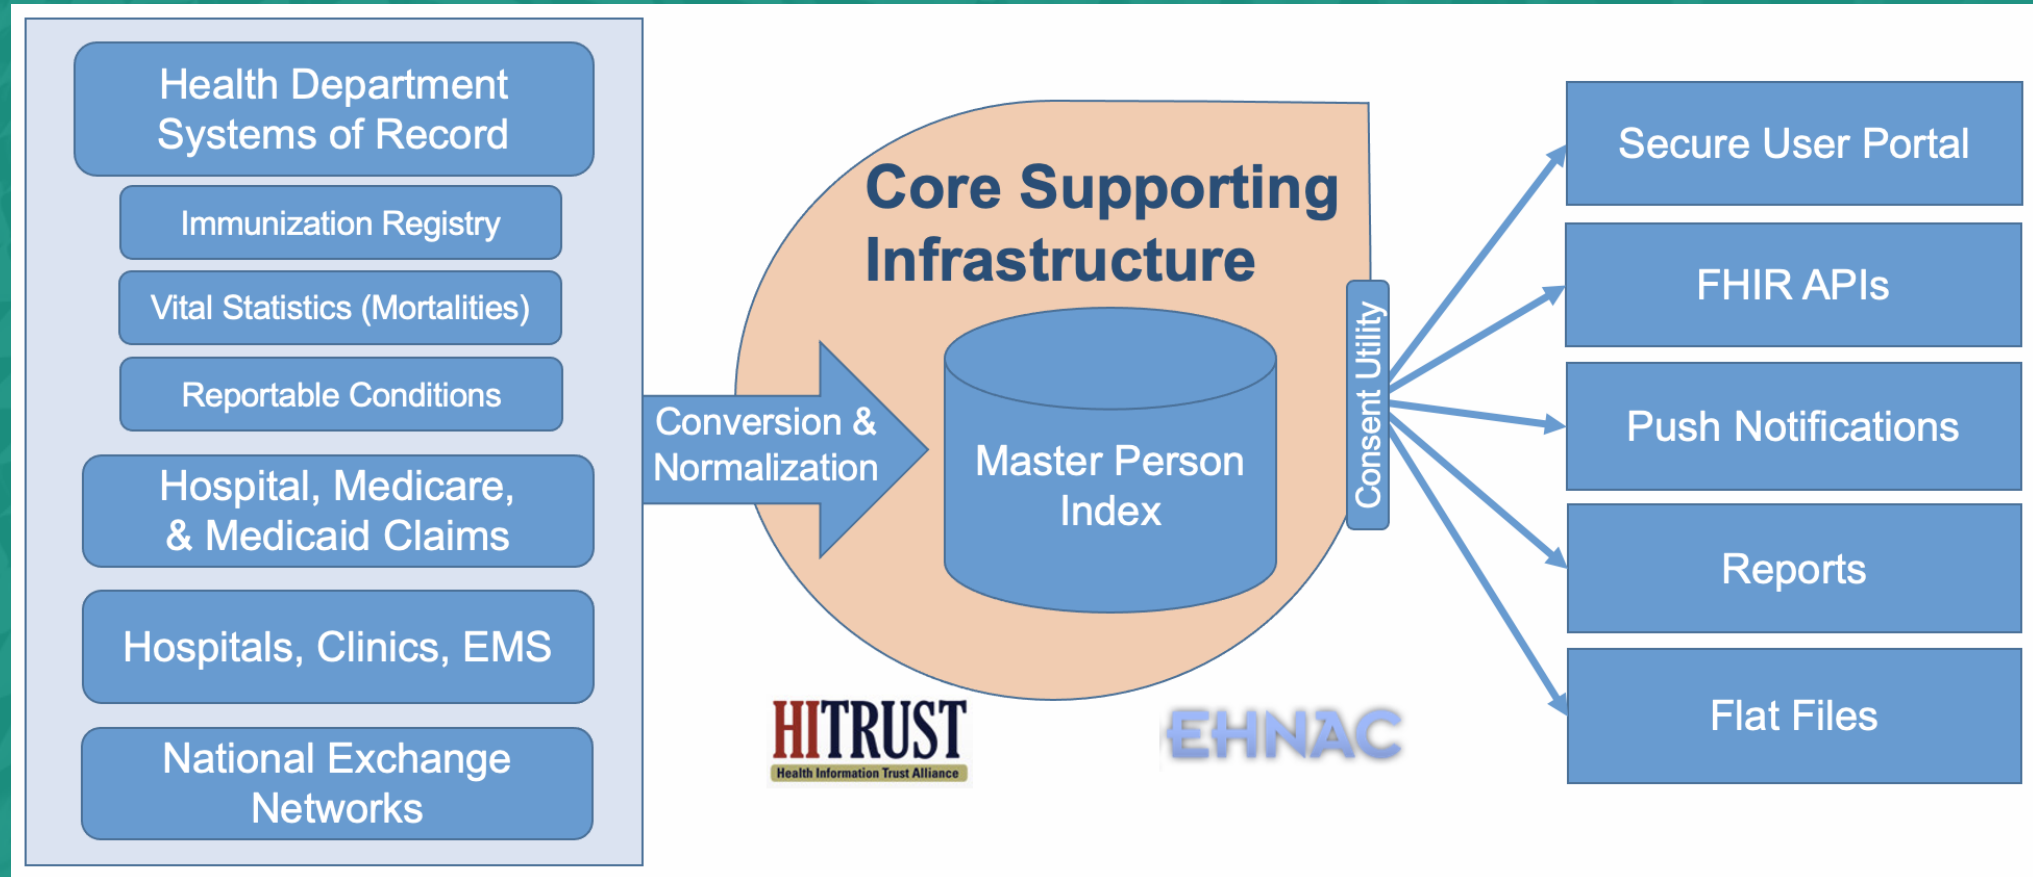 Health Department
Systems of Record
Immunization Registry
Vital Statistics (Mortalities)
Reportable Conditions
Hospital, Medicare,
& Medicaid Claims
Hospitals, Clinics, EMS
National Exchange
Networks
Conversion &
Normalization
Core Supporting
Infrastructure
Master Person
Index
Consent Utility
HITRUST
Health Information Trust Alliance
EHNAC
Secure User Portal
FHIR APIs
Push Notifications
Reports
Flat Files